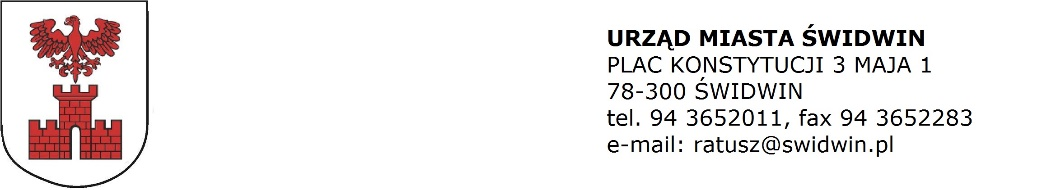 URZĄD MIASTA ŚWIDWIN
PLAC KONSTYTUCJI 3 MAJA 1
78-300 ŚWIDWIN
tel. 94 3652011, fax 94 3652283
e-mail: ratusz@swidwin.pl